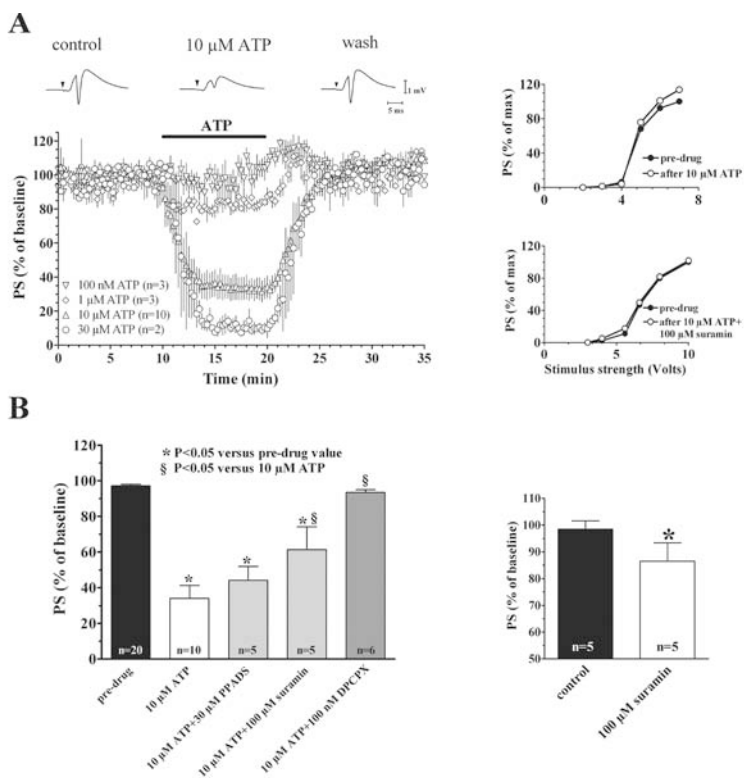 A
control
10 µM ATP
wash
1 mV
5 ms
ATP
PS (% of baseline)
120
100
80
60
40
20
0
100 nM ATP (n=3)
1 µM ATP (n=3)
10 µM ATP (n=10)
30 µM ATP (n=2)
0 5 10 15 20 25 30 35
Time (min)
PS (% of max)
120
80
40
0
pre-drug
after 10 µM ATP
0 4 8
PS (% of max)
120
80
40
0
pre-drug
after 10 µM ATP+
100 µM suramin
0 5 10
Stimulus strength (Volts)
B
* P<0.05 versus pre-drug value
§ P<0.05 versus 10 µM ATP
PS (% of baseline)
120
100
80
60
40
20
0
*
*
* §
§
n=20
n=10
n=5
n=5
n=6
pre-drug
10 µM ATP
10 µM ATP+30 µM PPADS
10 µM ATP+100 µM suramin
10 µM ATP+100 nM DPCPX
PS (% of baseline)
110
100
90
80
70
60
50
*
n=5
n=5
control
100 µM suramin